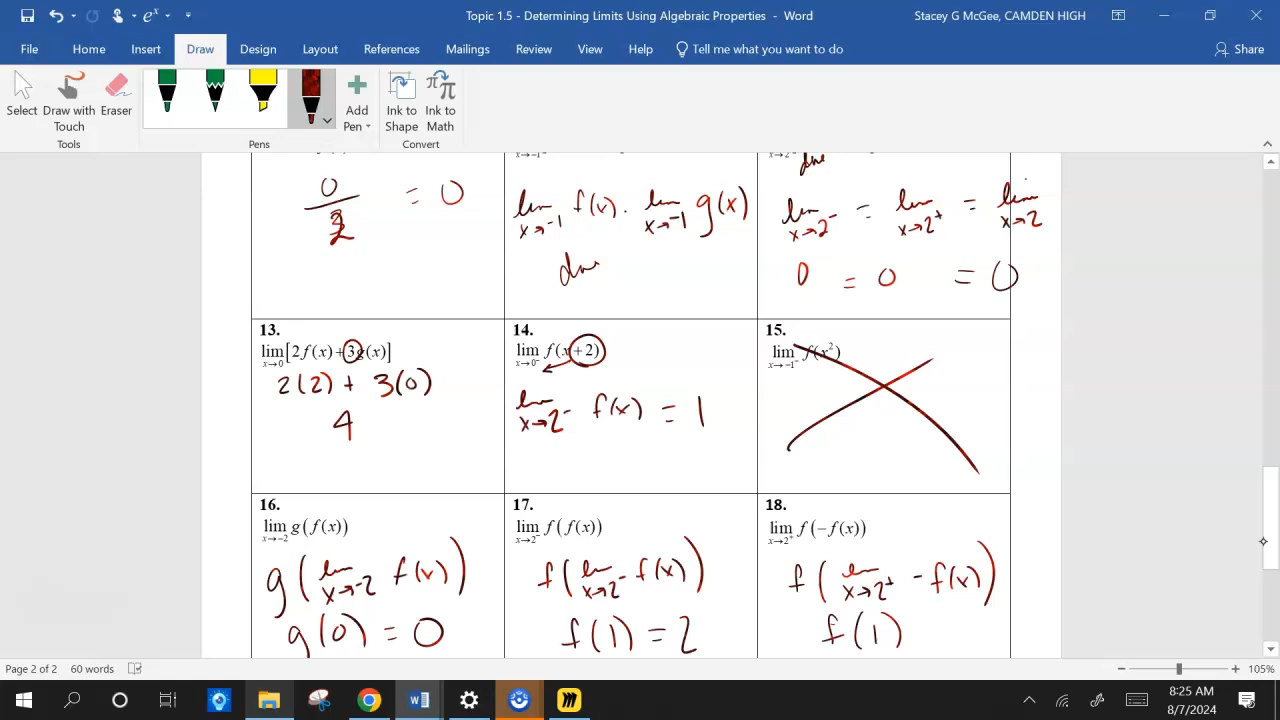 Topic 1.5 - Determining Limits Using Algebraic Properties - Word
Stacey G McGee, CAMDEN HIGH
File Home Insert Draw Design Layout References Mailings Review View Help Tell me what you want to do Share
Select Draw with Touch Eraser Add Pen Ink to Shape Ink to Math
Tools Pens Convert
x→-1 x→2
dne
0/2 = 0
lim x→-1 f(x) · lim x→-1 g(x)
dne
lim x→2⁻ = lim x→2⁺ = lim x→2
0 = 0 = 0
13.
lim x→0 [2f(x)+3g(x)]
2(2) + 3(0)
4
14.
lim x→0⁻ f(x+2)
lim x→2⁻ f(x) = 1
15.
lim x→-1⁻ f(x²)
16.
lim x→-2 g(f(x))
g(lim x→-2 f(x))
g(0) = 0
17.
lim x→2⁻ f(f(x))
f(lim x→2⁻ f(x))
f(1) = 2
18.
lim x→2⁺ f(-f(x))
f(lim x→2⁺ -f(x))
f(1)
Page 2 of 2 60 words 105%
8:25 AM
8/7/2024